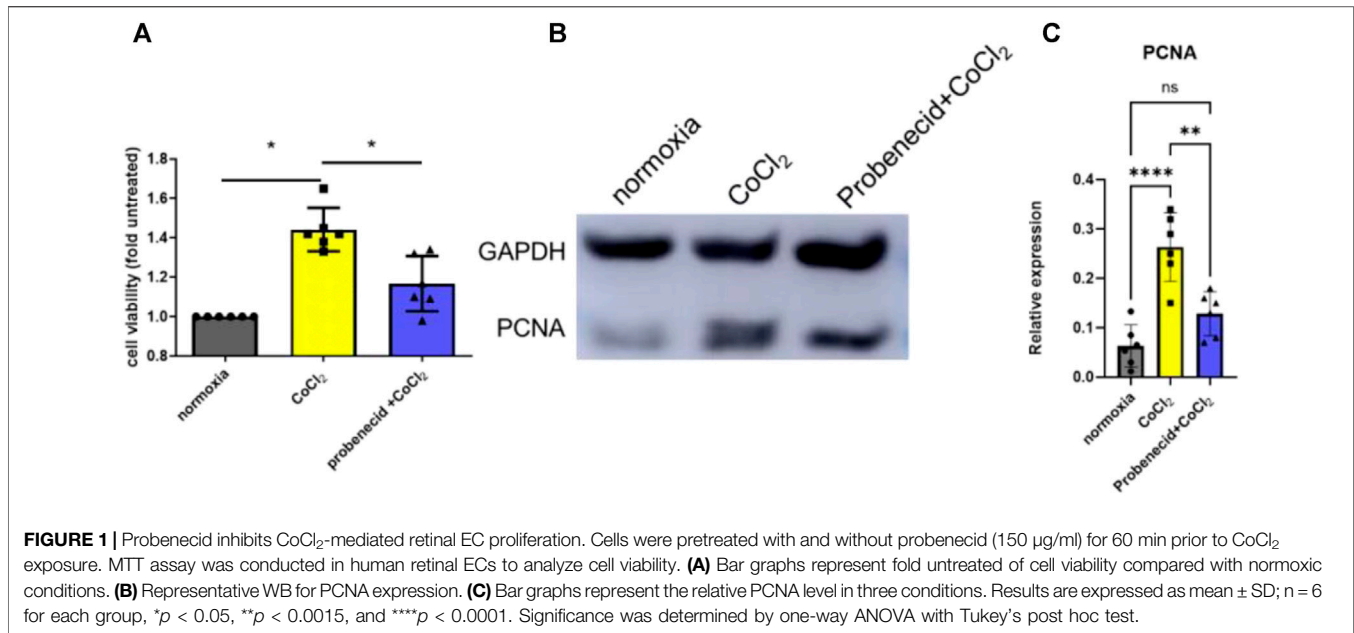 A
B
C
PCNA
ns
**
****
* *
cell viability (fold untreated)
1.8
1.6
1.4
1.2
1.0
0.8
normoxia
CoCl₂
probenecid +CoCl₂
normoxia
CoCl₂
Probenecid+CoCl₂
GAPDH
PCNA
Relative expression
0.4
0.3
0.2
0.1
0.0
normoxia
CoCl₂
Probenecid+CoCl₂
FIGURE 1 | Probenecid inhibits CoCl₂-mediated retinal EC proliferation. Cells were pretreated with and without probenecid (150 µg/ml) for 60 min prior to CoCl₂
exposure. MTT assay was conducted in human retinal ECs to analyze cell viability. (A) Bar graphs represent fold untreated of cell viability compared with normoxic
conditions. (B) Representative WB for PCNA expression. (C) Bar graphs represent the relative PCNA level in three conditions. Results are expressed as mean ± SD; n = 6
for each group, *p < 0.05, **p < 0.0015, and ****p < 0.0001. Significance was determined by one-way ANOVA with Tukey's post hoc test.